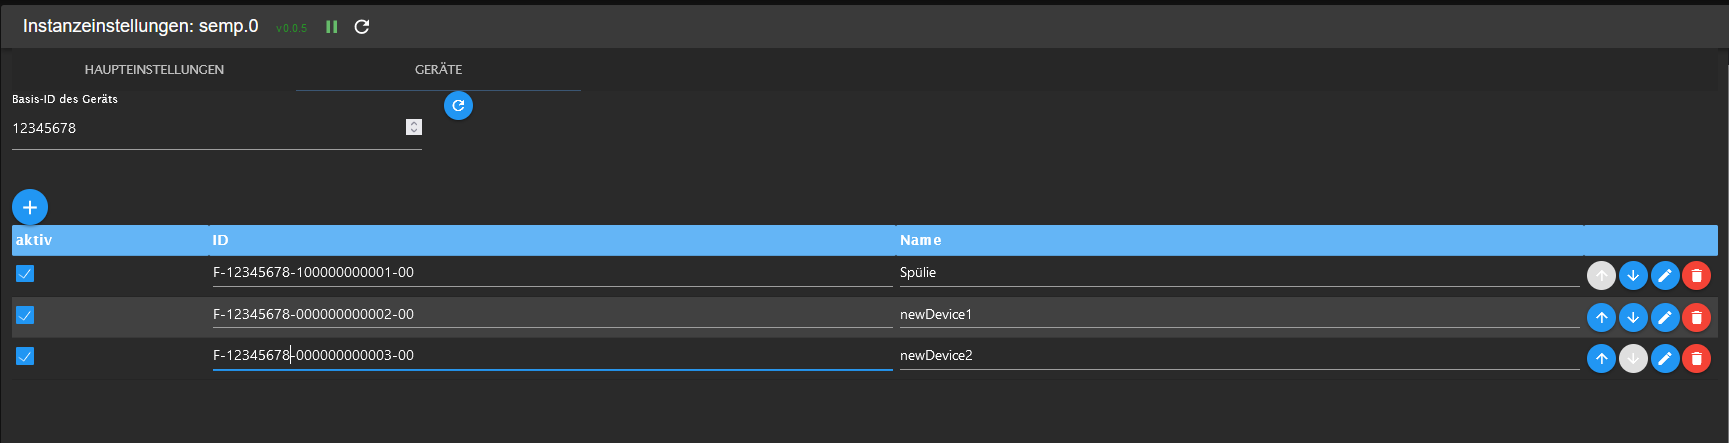 Instanzeinstellungen: semp.0 v0.0.5
HAUPTEINSTELLUNGEN GERÄTE
Basis-ID des Geräts
12345678
aktiv ID Name
F-12345678-100000000001-00 Spülie
F-12345678-000000000002-00 newDevice1
F-12345678-000000000003-00 newDevice2